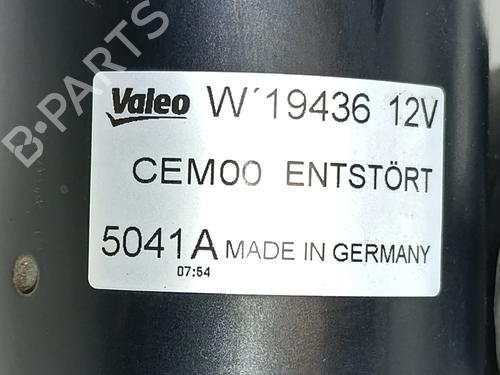 B-PARTS
Valeo W´19436 12V
CEM00 ENTSTÖRT
5041A MADE IN GERMANY
07:54